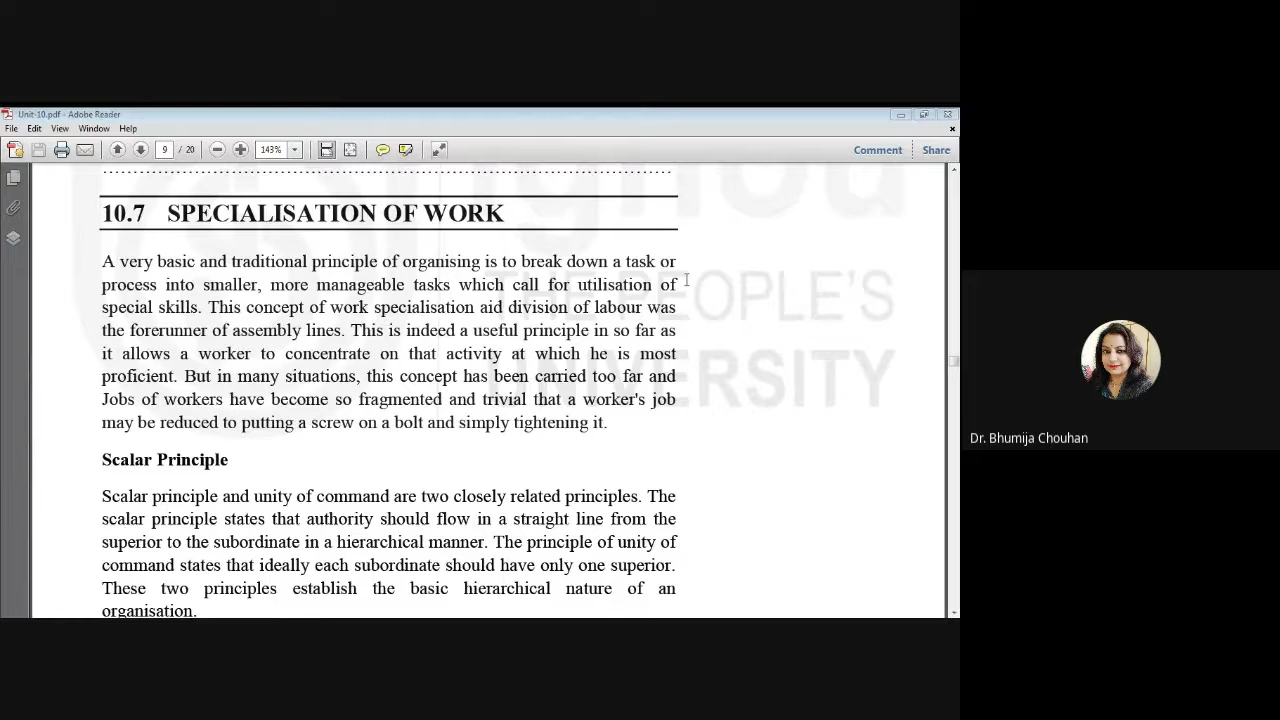 Unit-10.pdf - Adobe Reader
File Edit View Window Help
9 / 20 143% Comment Share
10.7 SPECIALISATION OF WORK
A very basic and traditional principle of organising is to break down a task or
process into smaller, more manageable tasks which call for utilisation of
special skills. This concept of work specialisation aid division of labour was
the forerunner of assembly lines. This is indeed a useful principle in so far as
it allows a worker to concentrate on that activity at which he is most
proficient. But in many situations, this concept has been carried too far and
Jobs of workers have become so fragmented and trivial that a worker's job
may be reduced to putting a screw on a bolt and simply tightening it.
Scalar Principle
Scalar principle and unity of command are two closely related principles. The
scalar principle states that authority should flow in a straight line from the
superior to the subordinate in a hierarchical manner. The principle of unity of
command states that ideally each subordinate should have only one superior.
These two principles establish the basic hierarchical nature of an
organisation.
ignou
THE PEOPLE'S
UNIVERSITY
Dr. Bhumija Chouhan